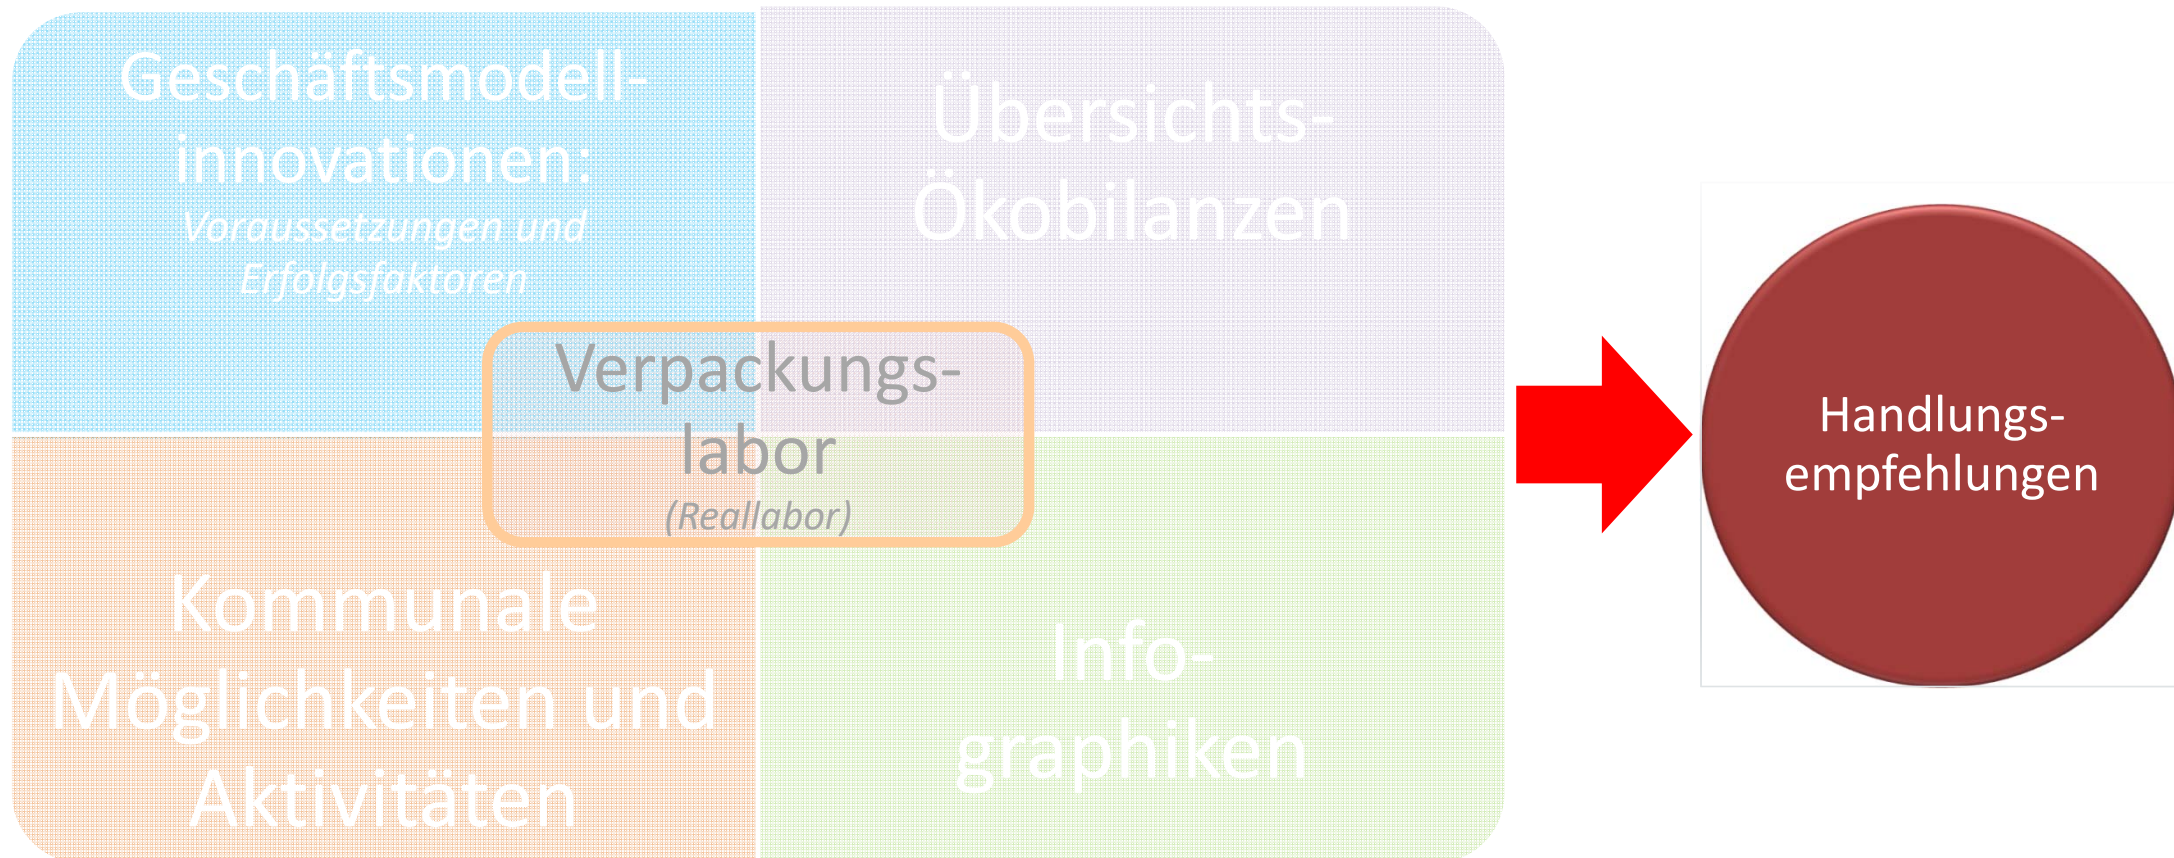 Geschäftsmodell-
innovationen:
Voraussetzungen und
Erfolgsfaktoren
Übersichts-
Ökobilanzen
Verpackungs-
labor
(Reallabor)
Kommunale
Möglichkeiten und
Aktivitäten
Info-
graphiken
Handlungs-
empfehlungen